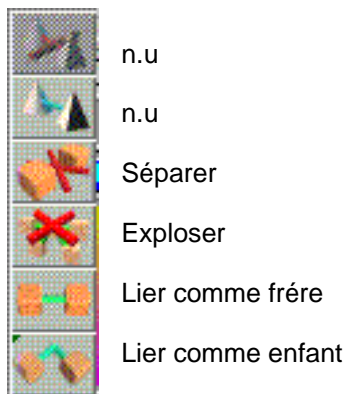 n.u
n.u
Séparer
Exploser
Lier comme frére
Lier comme enfant